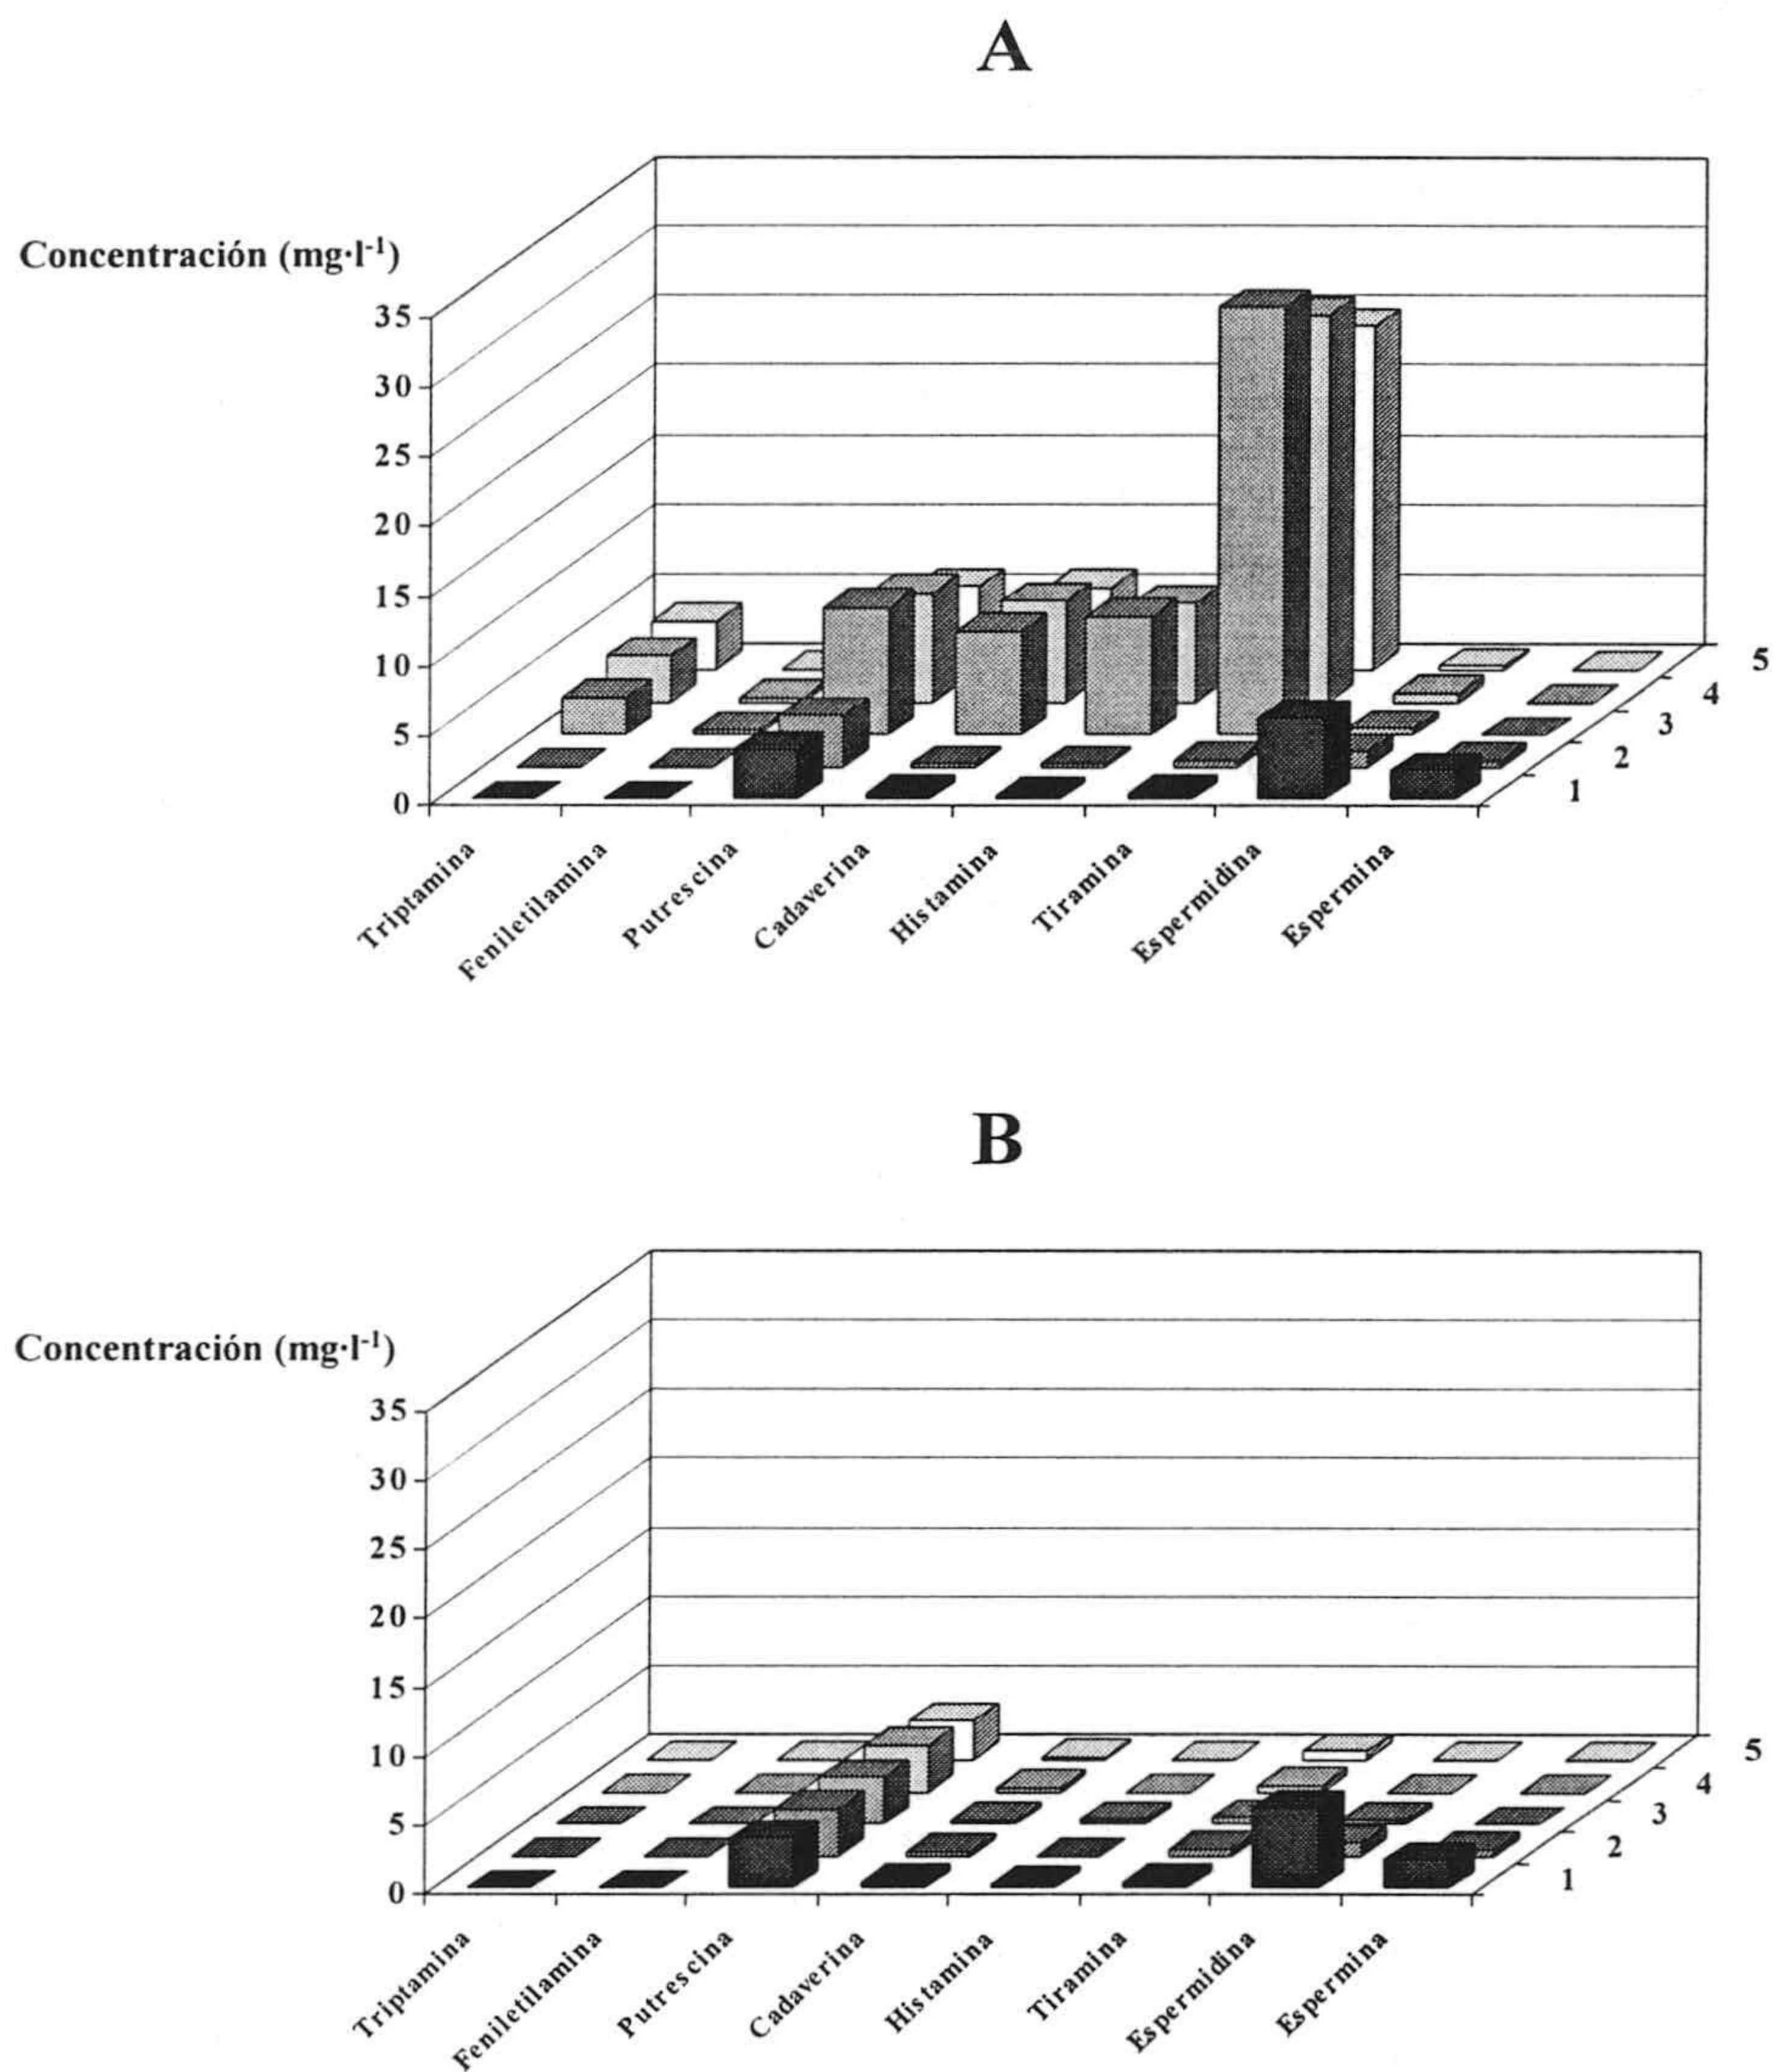 A
Concentración (mg·l⁻¹)
35
30
25
20
15
10
5
0
5
4
3
2
1
Triptamina
Feniletilamina
Putrescina
Cadaverina
Histamina
Tiramina
Espermidina
Espermina
B
Concentración (mg·l⁻¹)
35
30
25
20
15
10
5
0
5
4
3
2
1
Triptamina
Feniletilamina
Putrescina
Cadaverina
Histamina
Tiramina
Espermidina
Espermina